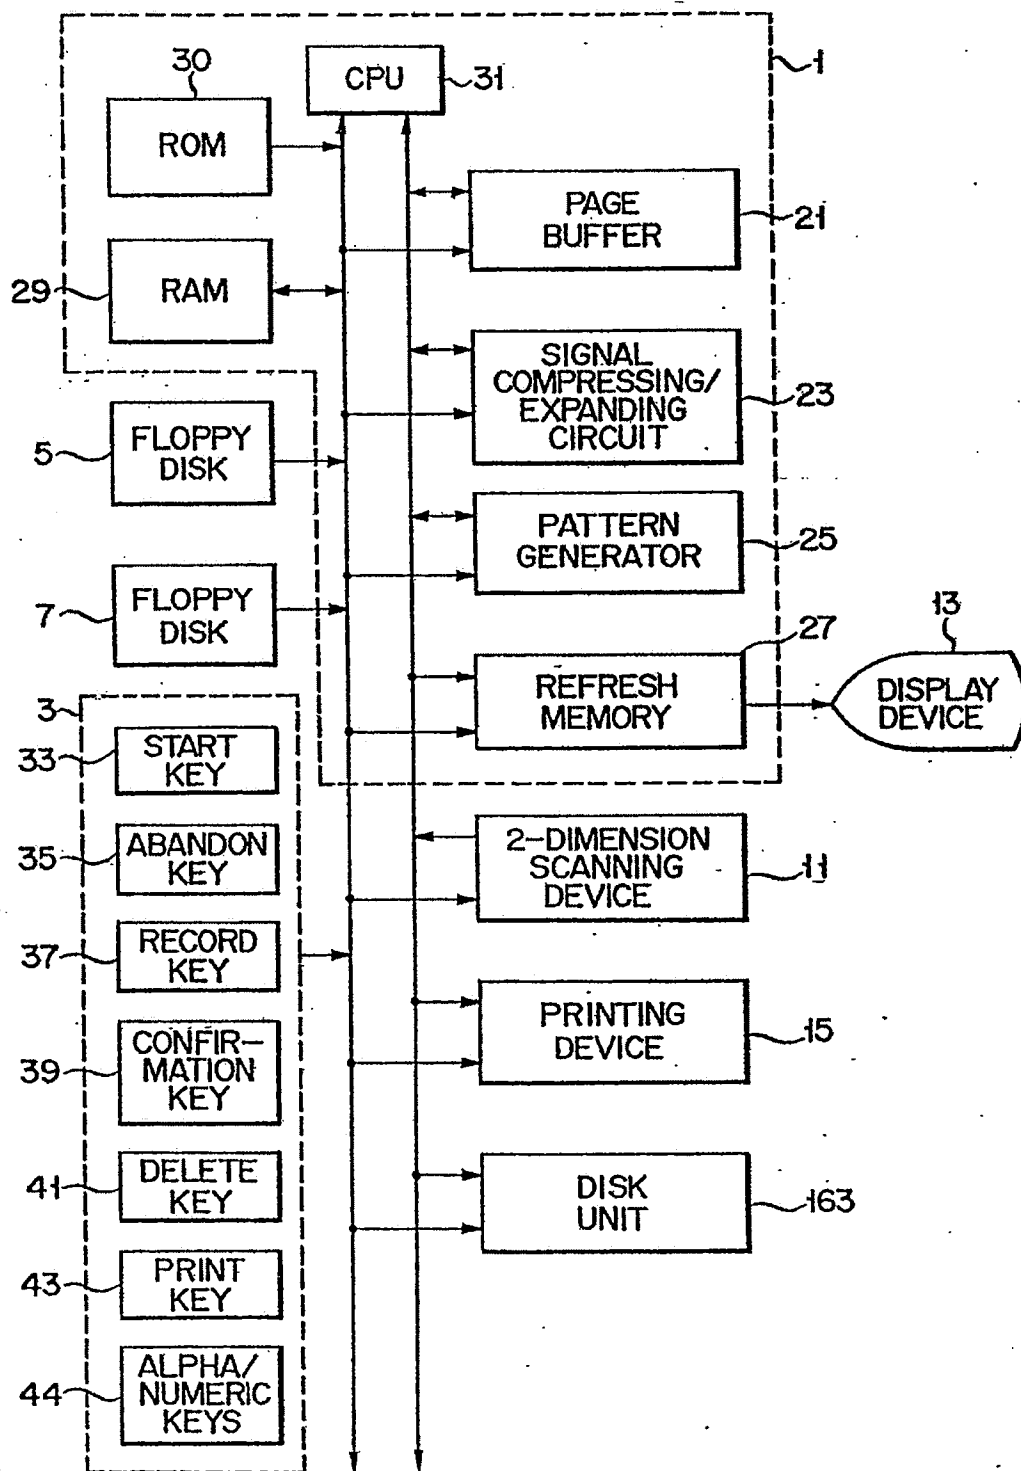 1
30
ROM
CPU
31
PAGE
BUFFER
21
29
RAM
SIGNAL
COMPRESSING/
EXPANDING
CIRCUIT
23
5
FLOPPY
DISK
PATTERN
GENERATOR
25
7
FLOPPY
DISK
27
REFRESH
MEMORY
13
DISPLAY
DEVICE
3
33
START
KEY
35
ABANDON
KEY
2-DIMENSION
SCANNING
DEVICE
11
37
RECORD
KEY
PRINTING
DEVICE
15
39
CONFIR-
MATION
KEY
41
DELETE
KEY
DISK
UNIT
163
43
PRINT
KEY
44
ALPHA/
NUMERIC
KEYS